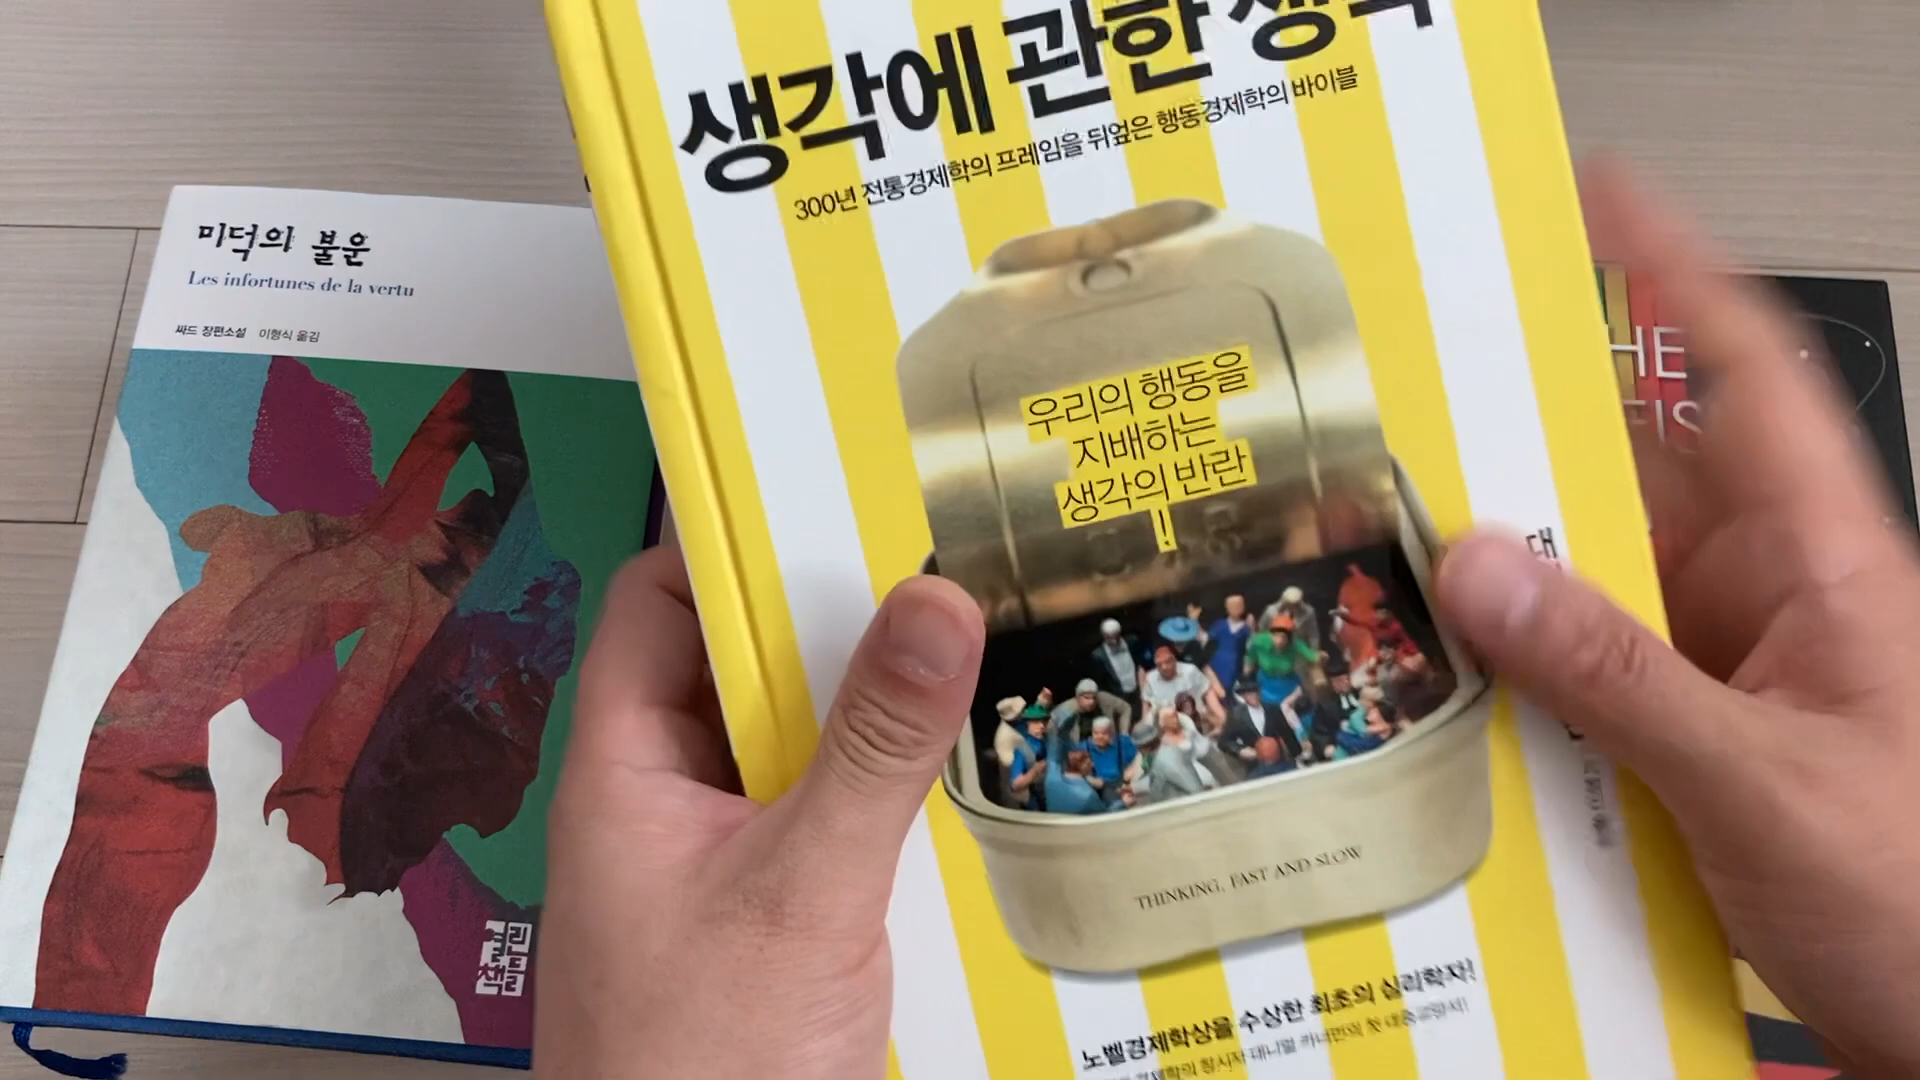 생각에 관한 생각
300년 전통경제학의 프레임을 뒤엎은 행동경제학의 바이블
우리의 행동을
지배하는
생각의 반란
!
THINKING, FAST AND SLOW
노벨경제학상을 수상한 최초의 심리학자!
미덕의 불운
Les infortunes de la vertu
싸드 장편소설 이형식 옮김
열린
책들
HE